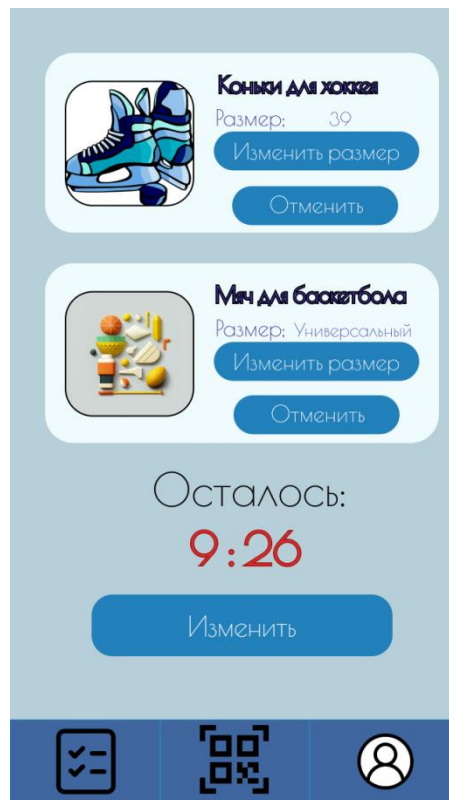 Коньки для хоккея
Размер: 39
Изменить размер
Отменить
Мяч для баскетбола
Размер: Универсальный
Изменить размер
Отменить
Осталось:
9:26
Изменить